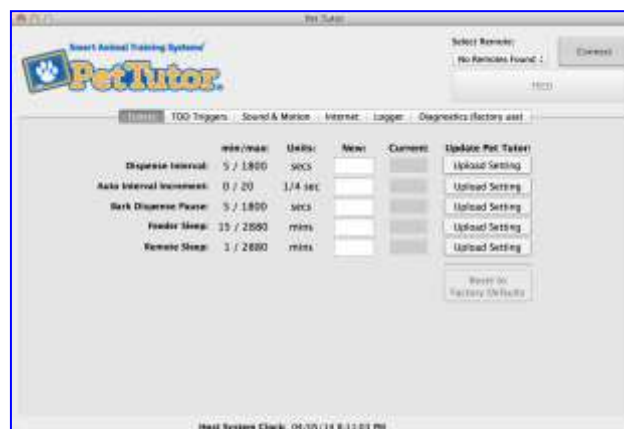 Pet Tutor
Smart Animal Training Systems'
PetTutor
Select Remote:
No Remotes Found
Connect
Timers TOD Triggers Sound & Motion Internet Logger Diagnostics (factory use)
min/max: Units: New: Current: Update Pet Tutor:
Dispense Interval: 5 / 1800 secs Upload Setting
Auto Interval Increment: 0 / 20 1/4 sec Upload Setting
Bark Dispense Pause: 5 / 1800 secs Upload Setting
Feeder Sleep: 15 / 2880 mins Upload Setting
Remote Sleep: 1 / 2880 mins Upload Setting
Reset to
Factory Defaults
Host System Clock: